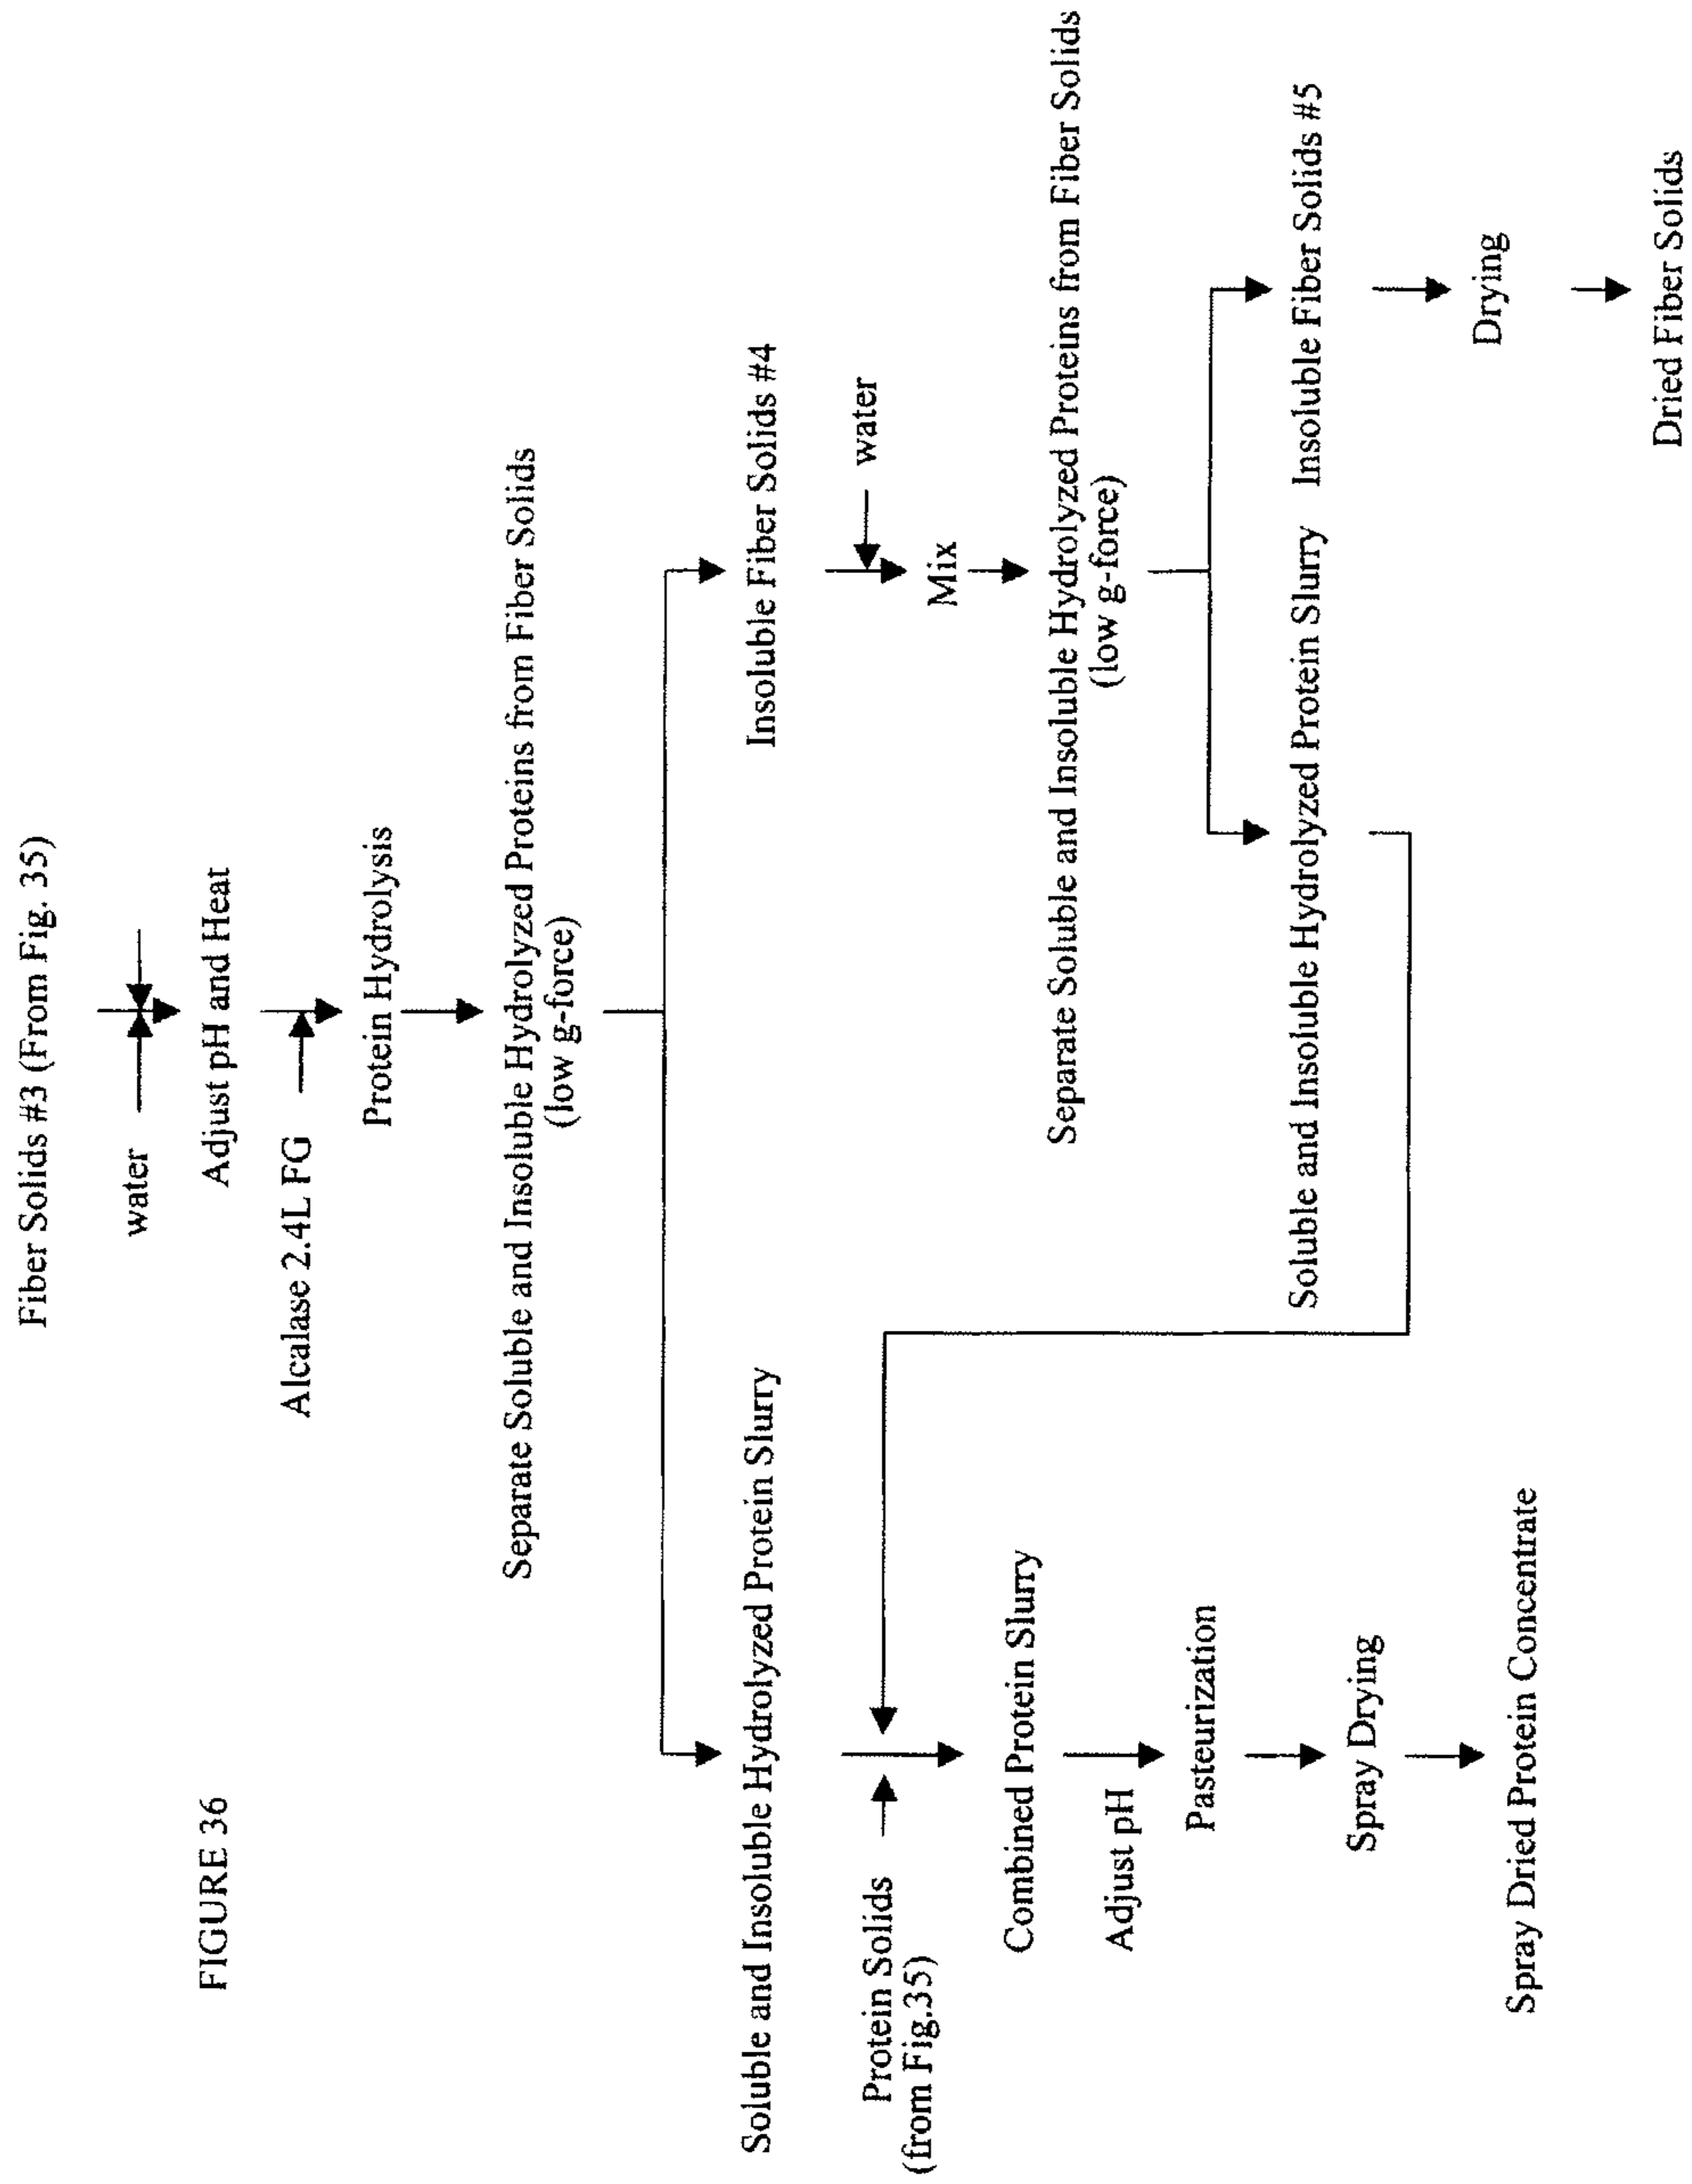 FIGURE 36
Fiber Solids #3 (From Fig. 35)
water
Adjust pH and Heat
Alcalase 2.4L FG
Protein Hydrolysis
Separate Soluble and Insoluble Hydrolyzed Proteins from Fiber Solids
(low g-force)
Soluble and Insoluble Hydrolyzed Protein Slurry
Insoluble Fiber Solids #4
Protein Solids
(from Fig.35)
water
Mix
Combined Protein Slurry
Separate Soluble and Insoluble Hydrolyzed Proteins from Fiber Solids
(low g-force)
Adjust pH
Pasteurization
Soluble and Insoluble Hydrolyzed Protein Slurry
Insoluble Fiber Solids #5
Spray Drying
Drying
Spray Dried Protein Concentrate
Dried Fiber Solids